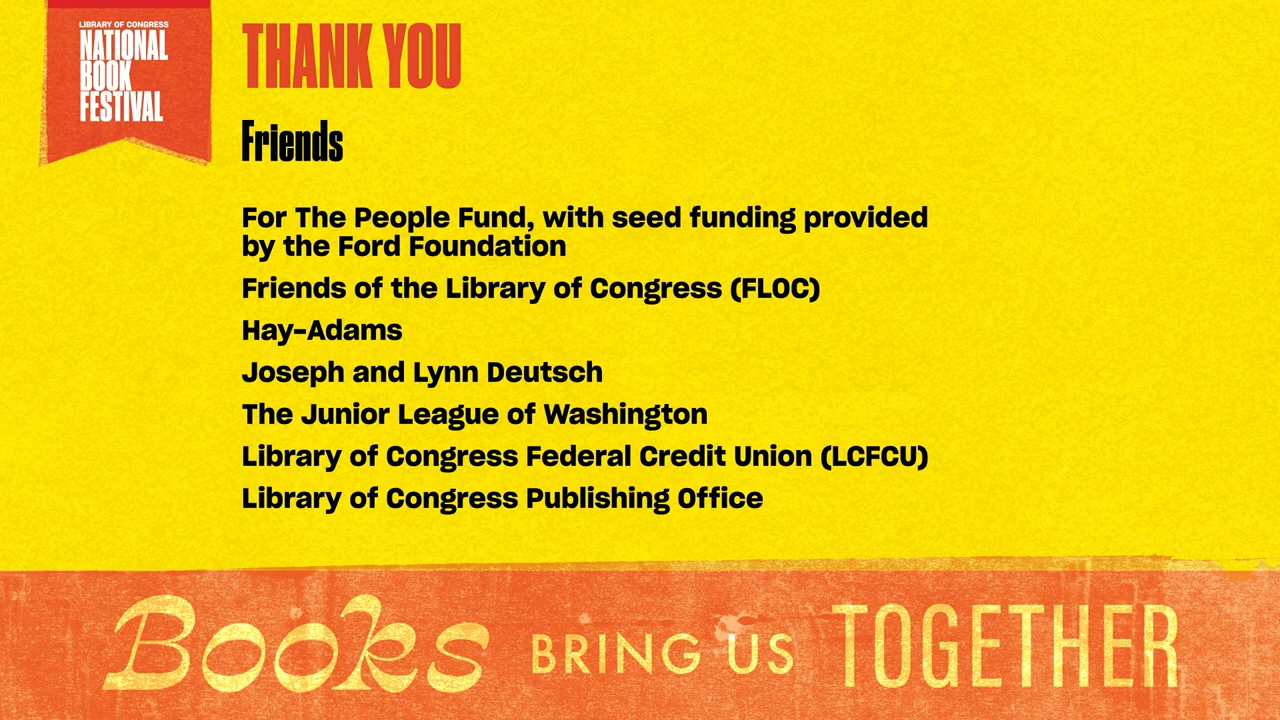 LIBRARY OF CONGRESS
NATIONAL
BOOK
FESTIVAL
THANK YOU
Friends
For The People Fund, with seed funding provided
by the Ford Foundation
Friends of the Library of Congress (FLOC)
Hay-Adams
Joseph and Lynn Deutsch
The Junior League of Washington
Library of Congress Federal Credit Union (LCFCU)
Library of Congress Publishing Office
Books BRING US TOGETHER